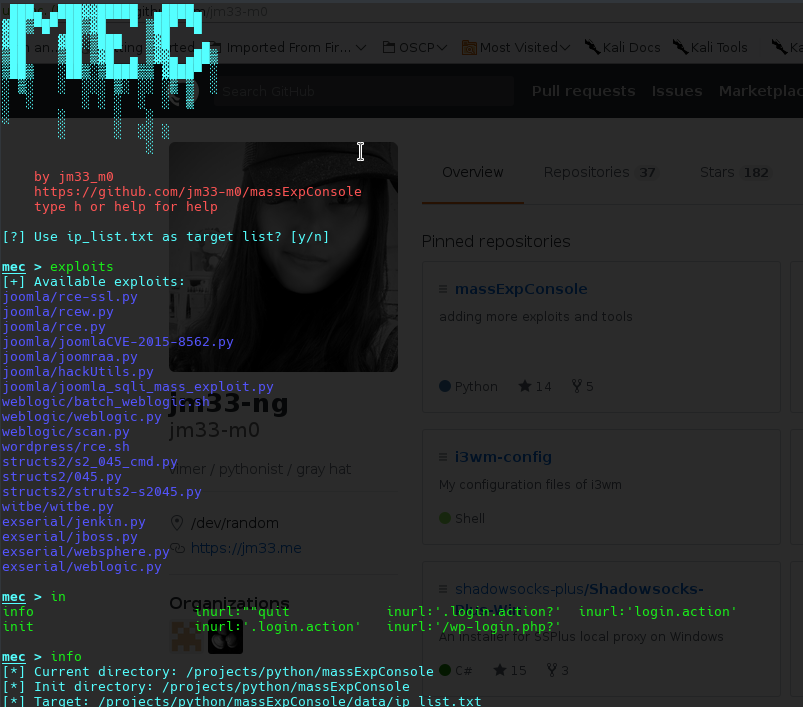 MEC
Imported From Fir... OSCP Most Visited Kali Docs Kali Tools
Search GitHub Pull requests Issues Marketplac
by jm33_m0
https://github.com/jm33-m0/massExpConsole
type h or help for help
[?] Use ip_list.txt as target list? [y/n]
mec > exploits
[+] Available exploits:
joomla/rce-ssl.py
joomla/rcew.py
joomla/rce.py
joomla/joomlaCVE-2015-8562.py
joomla/joomraa.py
joomla/hackUtils.py
joomla/joomla_sqli_mass_exploit.py
weblogic/batch_weblogic.sh
weblogic/weblogic.py
weblogic/scan.py
wordpress/rce.sh
structs2/s2_045_cmd.py
structs2/045.py
structs2/struts2-s2045.py
witbe/witbe.py
exserial/jenkin.py
exserial/jboss.py
exserial/websphere.py
exserial/weblogic.py
mec > in
info inurl:""quit inurl:'.login.action?' inurl:'login.action'
init inurl:'.login.action' inurl:'/wp-login.php?'
mec > info
[*] Current directory: /projects/python/massExpConsole
[*] Init directory: /projects/python/massExpConsole
[*] Target: /projects/python/massExpConsole/data/ip_list.txt
jm33-ng
jm33-m0
vimer / pythonist / gray hat
/dev/random
https://jm33.me
Organizations
Overview Repositories 37 Stars 182
Pinned repositories
massExpConsole
adding more exploits and tools
Python 14 5
i3wm-config
My configuration files of i3wm
Shell
shadowsocks-plus/Shadowsocks-
An installer for SSPlus local proxy on Windows
C# 15 3